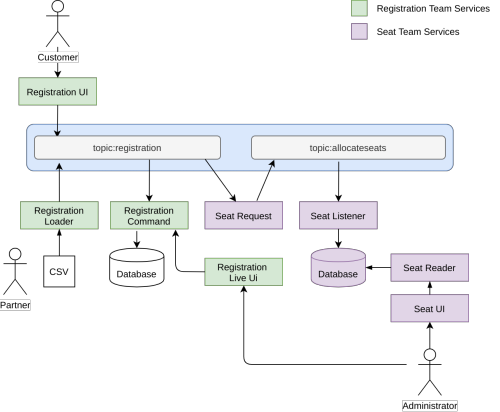 Registration Team Services
Seat Team Services
Customer
Registration UI
topic:registration
topic:allocateseats
Registration
Loader
Registration
Command
Seat Request
Seat Listener
Partner
CSV
Database
Registration
Live Ui
Database
Seat Reader
Seat UI
Administrator